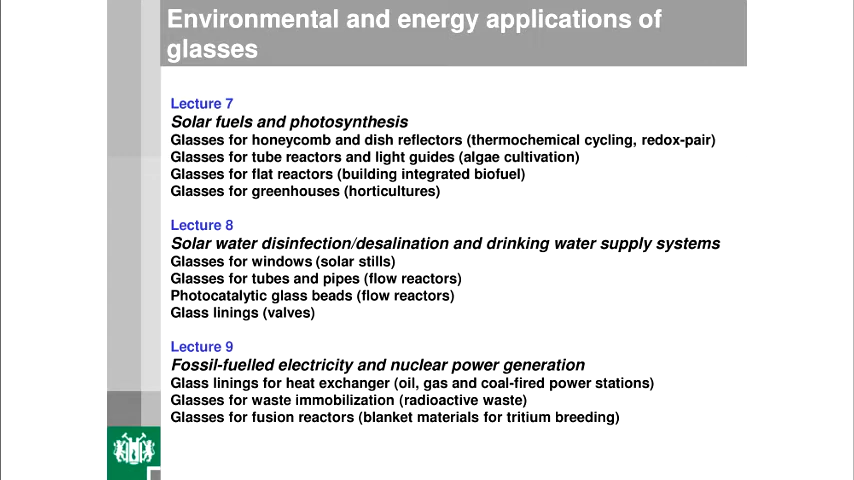 Environmental and energy applications of
glasses
Lecture 7
Solar fuels and photosynthesis
Glasses for honeycomb and dish reflectors (thermochemical cycling, redox-pair)
Glasses for tube reactors and light guides (algae cultivation)
Glasses for flat reactors (building integrated biofuel)
Glasses for greenhouses (horticultures)
Lecture 8
Solar water disinfection/desalination and drinking water supply systems
Glasses for windows (solar stills)
Glasses for tubes and pipes (flow reactors)
Photocatalytic glass beads (flow reactors)
Glass linings (valves)
Lecture 9
Fossil-fuelled electricity and nuclear power generation
Glass linings for heat exchanger (oil, gas and coal-fired power stations)
Glasses for waste immobilization (radioactive waste)
Glasses for fusion reactors (blanket materials for tritium breeding)